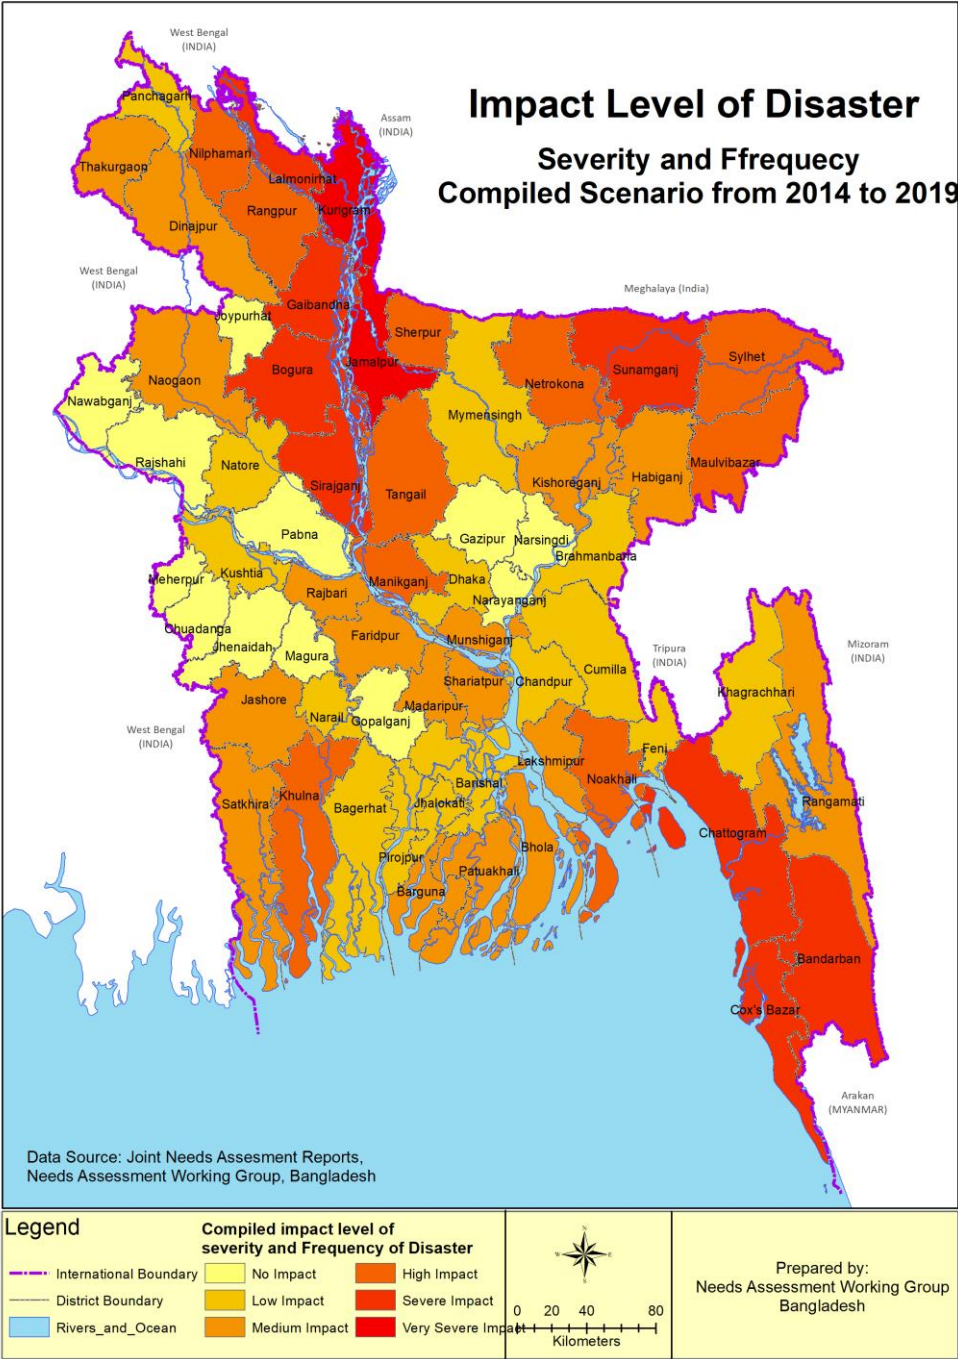 West Bengal
(INDIA)
Impact Level of Disaster
Severity and Ffrequecy
Compiled Scenario from 2014 to 2019
Assam
(INDIA)
Panchagarh
Thakurgaon
Nilphamari
Lalmonirhat
Rangpur
Kurigram
Dinajpur
West Bengal
(INDIA)
Meghalaya (India)
Gaibandha
Joypurhat
Sherpur
Jamalpur
Bogura
Sunamganj
Sylhet
Naogaon
Netrokona
Nawabganj
Mymensingh
Rajshahi
Natore
Sirajganj
Tangail
Kishoreganj
Habiganj
Maulvibazar
Pabna
Gazipur
Narsingdi
Brahmanbaria
Meherpur
Kushtia
Manikganj
Dhaka
Rajbari
Narayanganj
Chuadanga
Jhenaidah
Magura
Faridpur
Munshiganj
Tripura
(INDIA)
Mizoram
(INDIA)
Shariatpur
Chandpur
Cumilla
Khagrachhari
Jashore
Narail
Gopalganj
Madaripur
West Bengal
(INDIA)
Feni
Lakshmipur
Noakhali
Satkhira
Khulna
Bagerhat
Jhalokati
Barishal
Rangamati
Chattogram
Pirojpur
Bhola
Patuakhali
Barguna
Bandarban
Cox's Bazar
Arakan
(MYANMAR)
Data Source: Joint Needs Assesment Reports,
Needs Assessment Working Group, Bangladesh
Legend
International Boundary
District Boundary
Rivers_and_Ocean
Compiled impact level of
severity and Frequency of Disaster
No Impact
Low Impact
Medium Impact
High Impact
Severe Impact
Very Severe Impact
N
W E
S
0 20 40 80
Kilometers
Prepared by:
Needs Assessment Working Group
Bangladesh